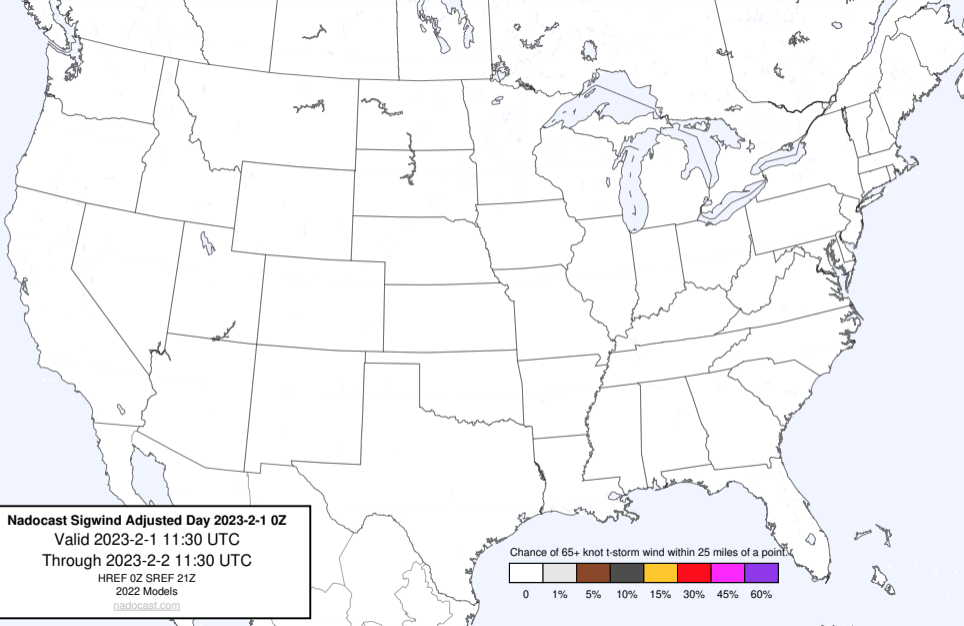 Nadocast Sigwind Adjusted Day 2023-2-1 0Z
Valid 2023-2-1 11:30 UTC
Through 2023-2-2 11:30 UTC
HREF 0Z SREF 21Z
2022 Models
nadocast.com
Chance of 65+ knot t-storm wind within 25 miles of a point.
0 1% 5% 10% 15% 30% 45% 60%